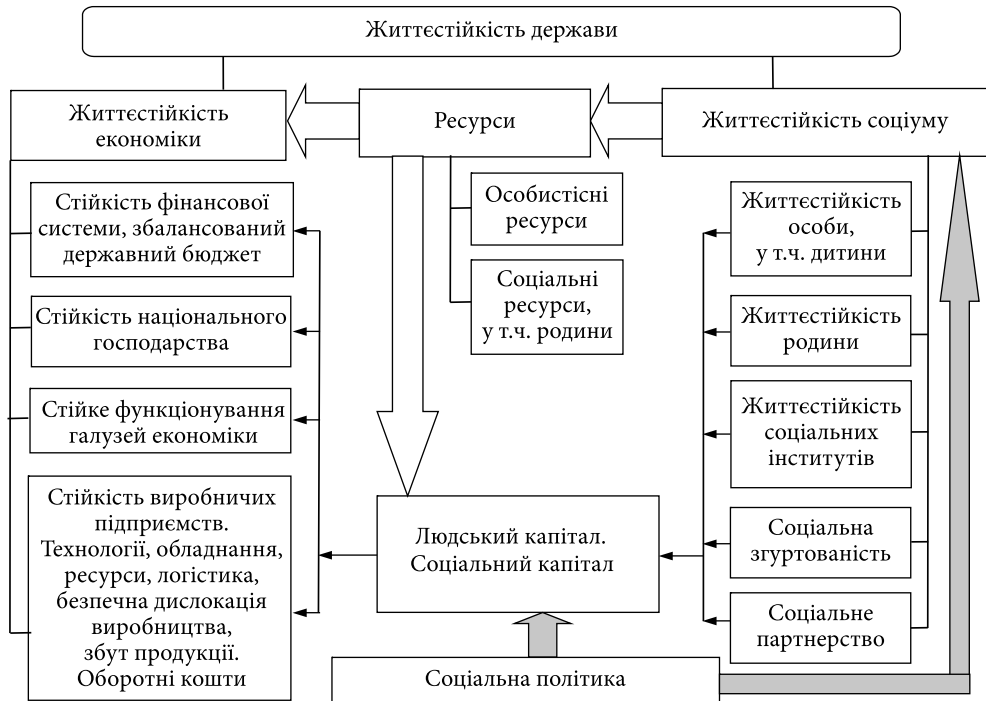 Життєстійкість держави
Життєстійкість
економіки
Ресурси
Життєстійкість соціуму
Стійкість фінансової
системи, збалансований
державний бюджет
Стійкість національного
господарства
Стійке функціонування
галузей економіки
Стійкість виробничих
підприємств.
Технології, обладнання,
ресурси, логістика,
безпечна дислокація
виробництва,
збут продукції.
Оборотні кошти
Особистісні
ресурси
Соціальні
ресурси,
у т.ч. родини
Людський капітал.
Соціальний капітал
Соціальна політика
Життєстійкість
особи,
у т.ч. дитини
Життєстійкість
родини
Життєстійкість
соціальних
інститутів
Соціальна
згуртованість
Соціальне
партнерство